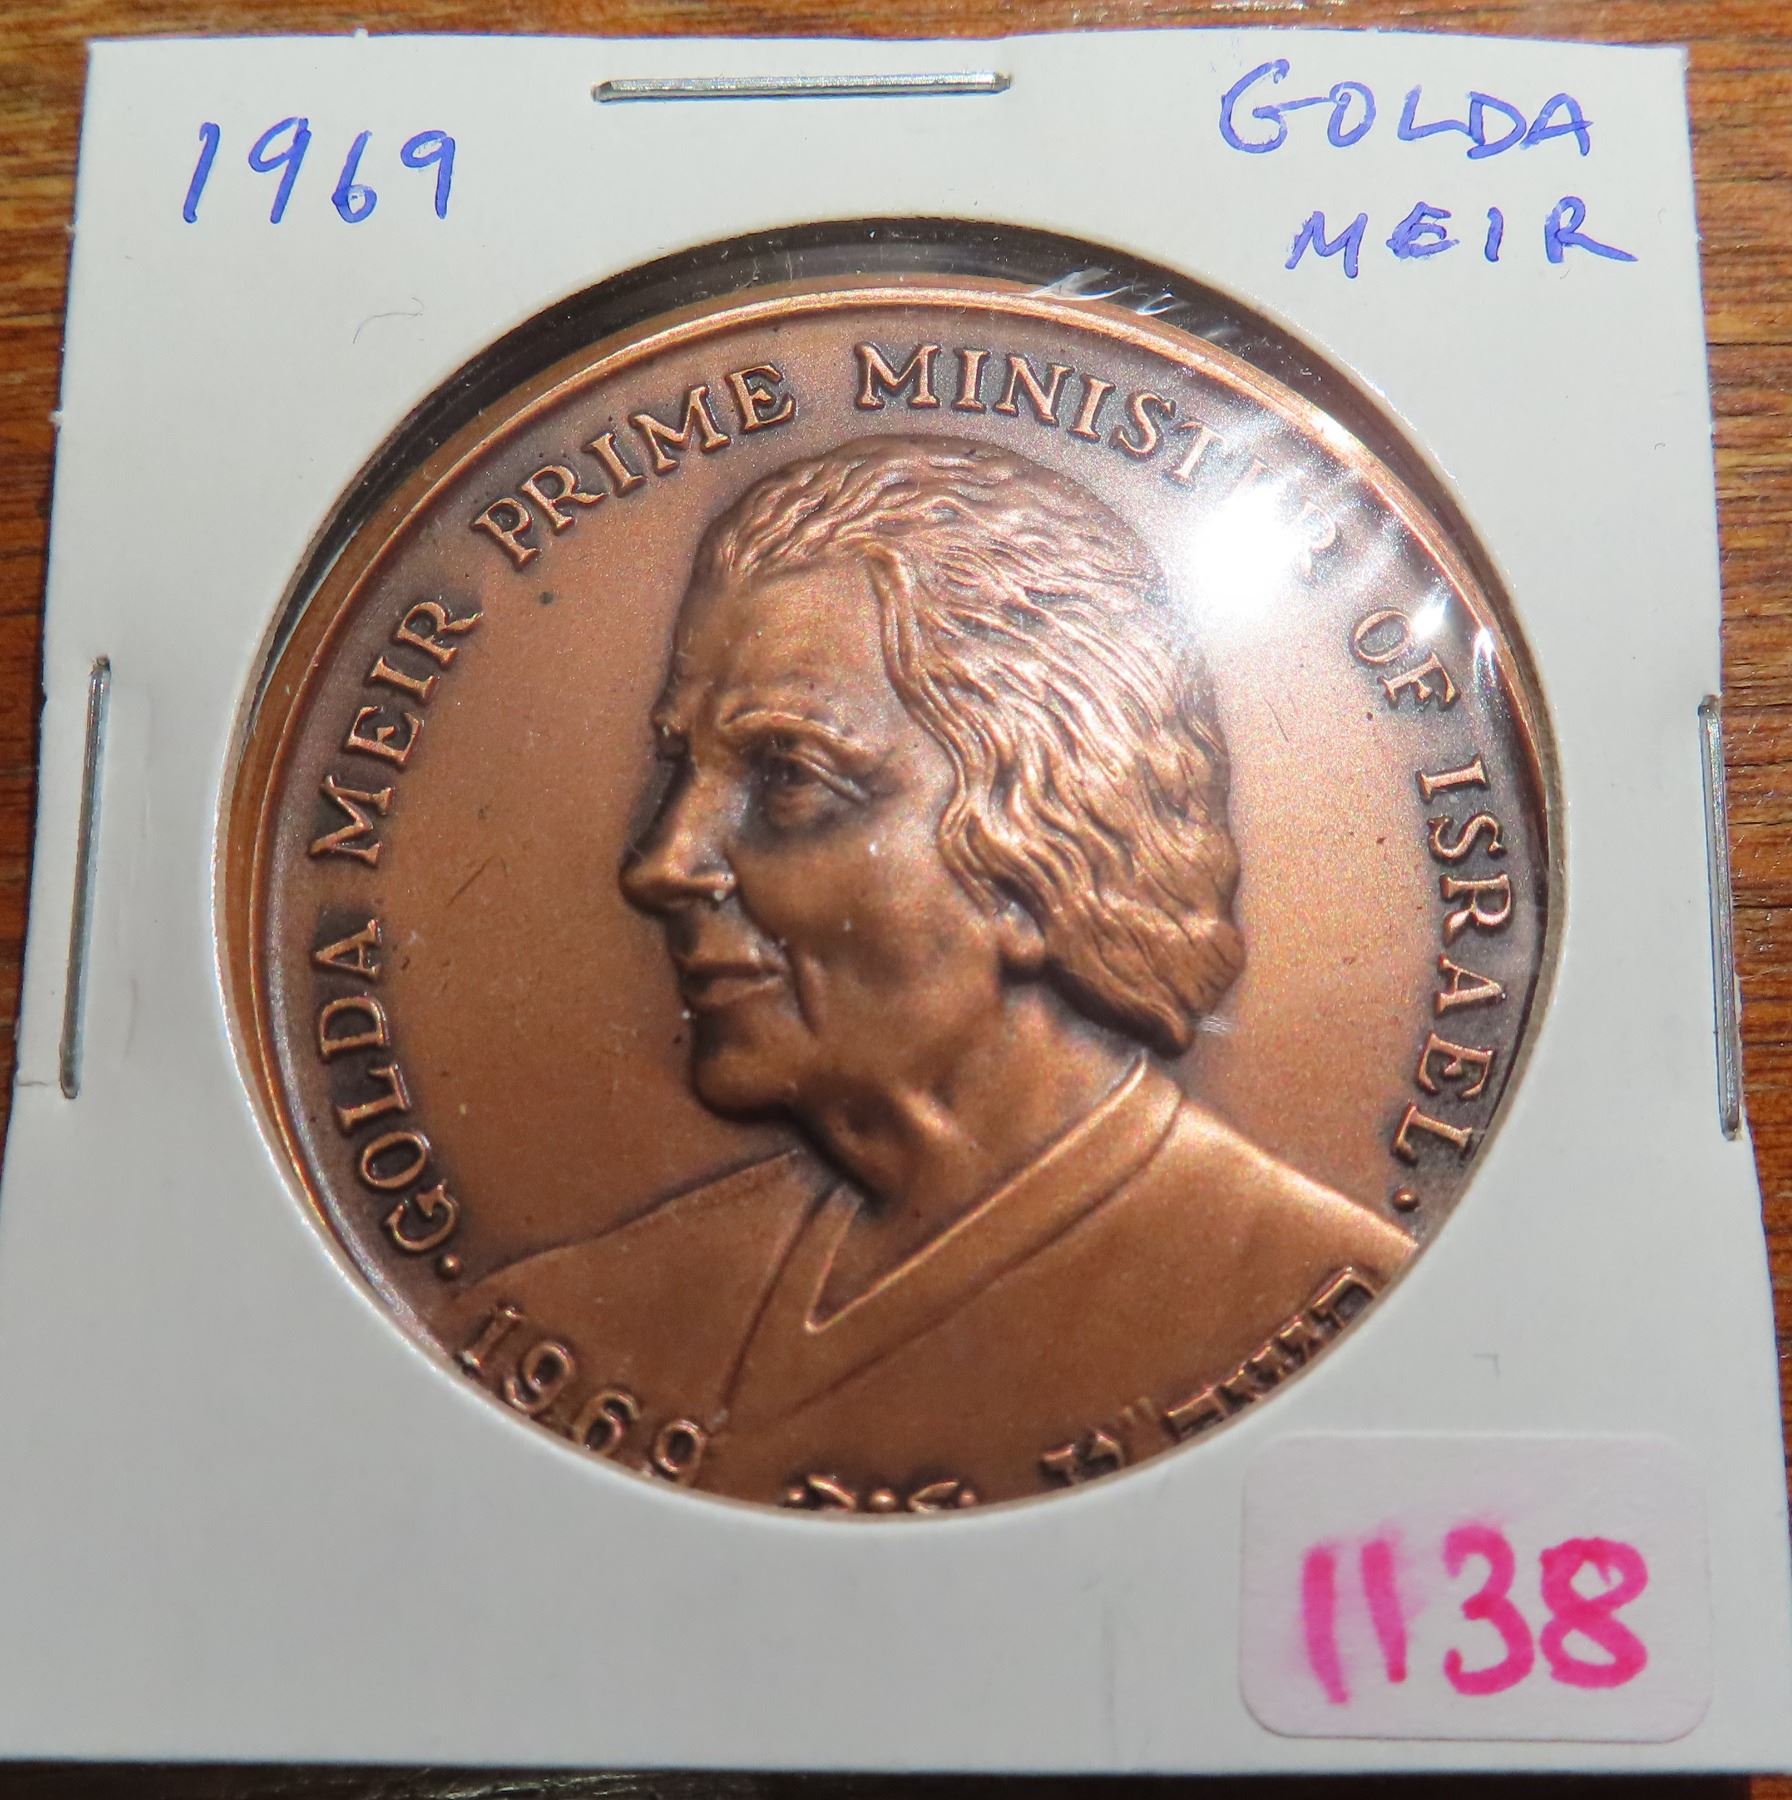 1969
GOLDA
MEIR
·GOLDA MEIR PRIME MINISTER OF ISRAEL·
1969
1138